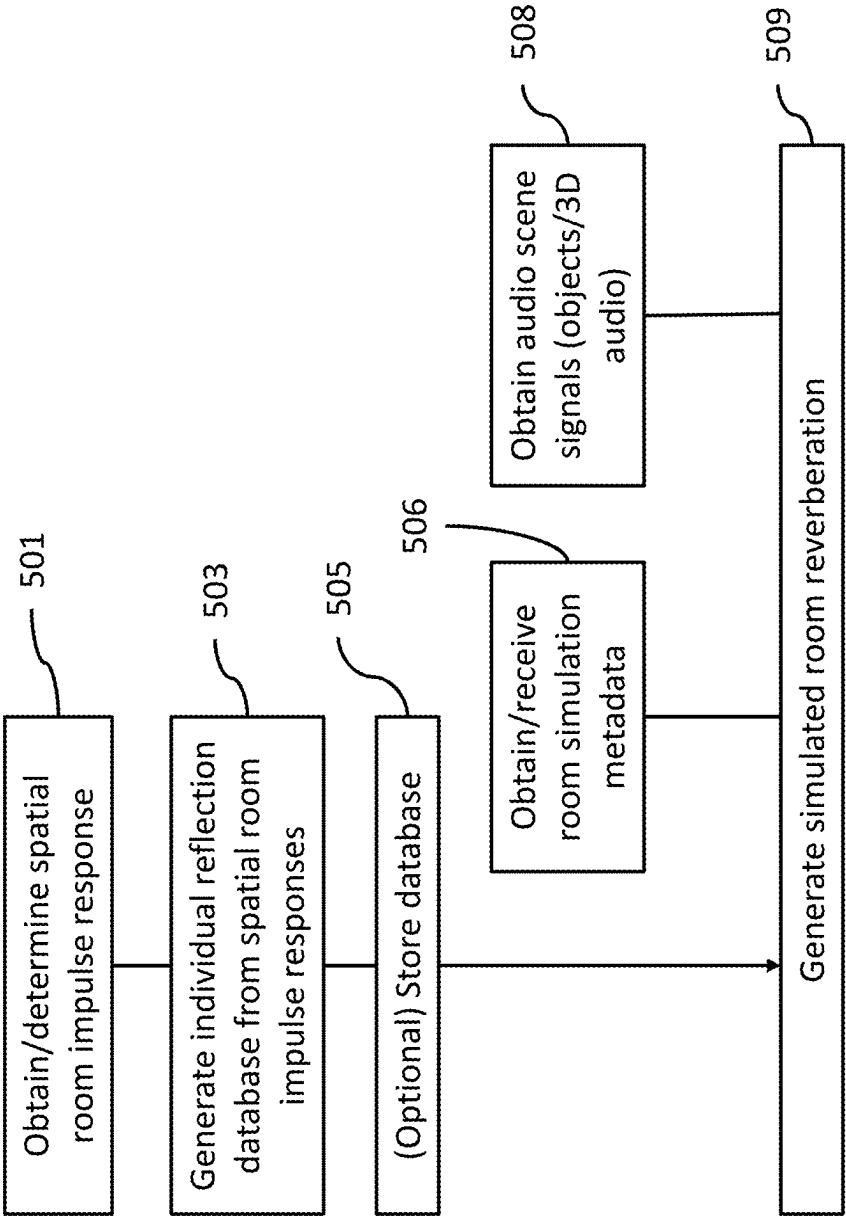 Obtain/determine spatial
room impulse response
501
Generate individual reflection
database from spatial room
impulse responses
503
(Optional) Store database
505
Obtain/receive
room simulation
metadata
506
Obtain audio scene
signals (objects/3D
audio)
508
Generate simulated room reverberation
509